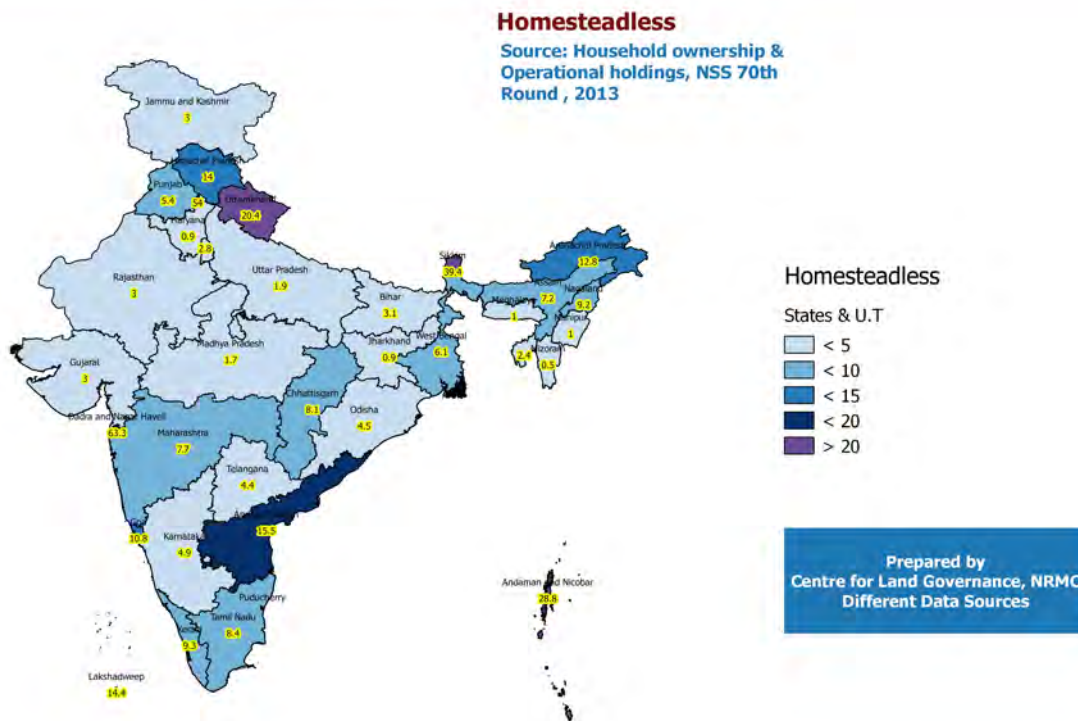 Homesteadless
Source: Household ownership &
Operational holdings, NSS 70th
Round , 2013
Jammu and Kashmir
3
Himachal Pradesh
14
Punjab
5.4
54
Uttarakhand
20.4
Haryana
0.9
2.8
Rajasthan
3
Uttar Pradesh
1.9
Sikkim
39.4
Arunachal Pradesh
12.8
Assam
7.2
Nagaland
9.2
Meghalaya
1
Manipur
1
Bihar
3.1
Gujarat
3
Madhya Pradesh
1.7
Jharkhand
0.9
West Bengal
6.1
2.4
Mizoram
0.5
Chhattisgarh
8.1
Odisha
4.5
Dadra and Nagar Haveli
63.3
Maharashtra
7.7
Telangana
4.4
15.5
10.8
Karnataka
4.9
Puducherry
Tamil Nadu
8.4
Kerala
9.3
Lakshadweep
14.4
Andaman and Nicobar
28.8
Homesteadless
States & U.T
< 5
< 10
< 15
< 20
> 20
Prepared by
Centre for Land Governance, NRMC
Different Data Sources